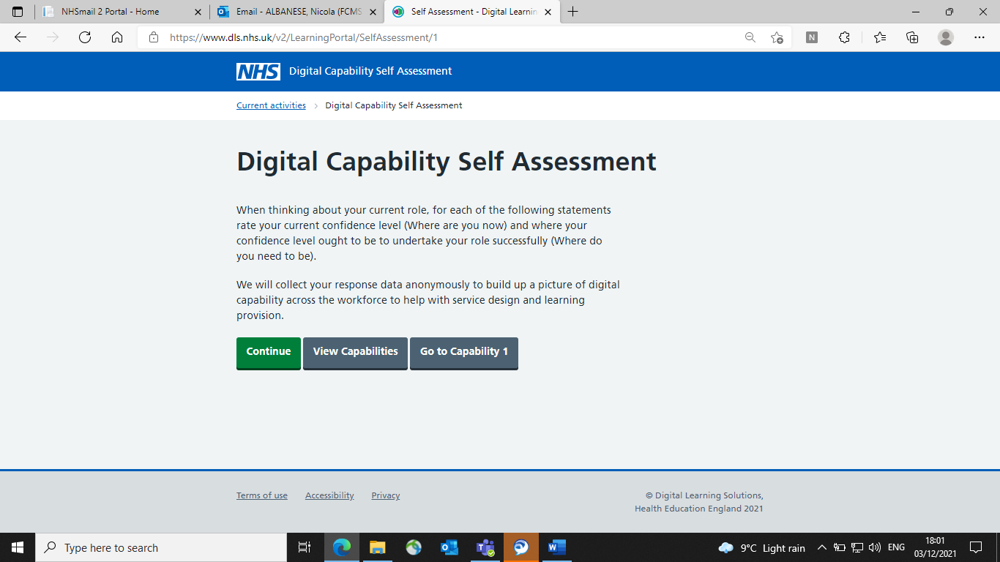 NHSmail 2 Portal - Home
Email - ALBANESE, Nicola (FCMS
Self Assessment - Digital Learnin
https://www.dls.nhs.uk/v2/LearningPortal/SelfAssessment/1
N
NHS Digital Capability Self Assessment
Current activities > Digital Capability Self Assessment
Digital Capability Self Assessment
When thinking about your current role, for each of the following statements
rate your current confidence level (Where are you now) and where your
confidence level ought to be to undertake your role successfully (Where do
you need to be).
We will collect your response data anonymously to build up a picture of digital
capability across the workforce to help with service design and learning
provision.
Continue
View Capabilities
Go to Capability 1
Terms of use
Accessibility
Privacy
© Digital Learning Solutions,
Health Education England 2021
Type here to search
9°C Light rain
ENG
18:01
03/12/2021